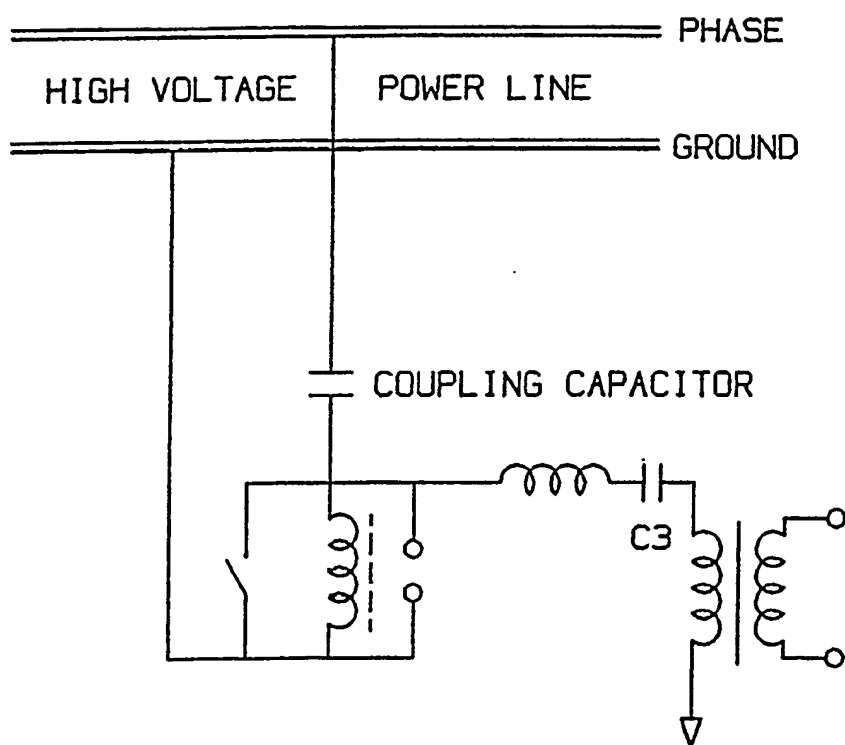 PHASE
HIGH VOLTAGE POWER LINE
GROUND
COUPLING CAPACITOR
C3